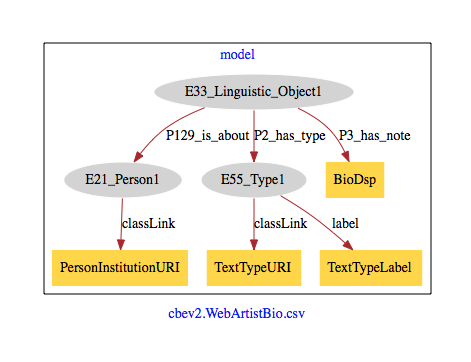 model
E33_Linguistic_Object1
P129_is_about
P2_has_type
P3_has_note
E21_Person1
E55_Type1
BioDsp
classLink
classLink
label
PersonInstitutionURI
TextTypeURI
TextTypeLabel
cbev2.WebArtistBio.csv